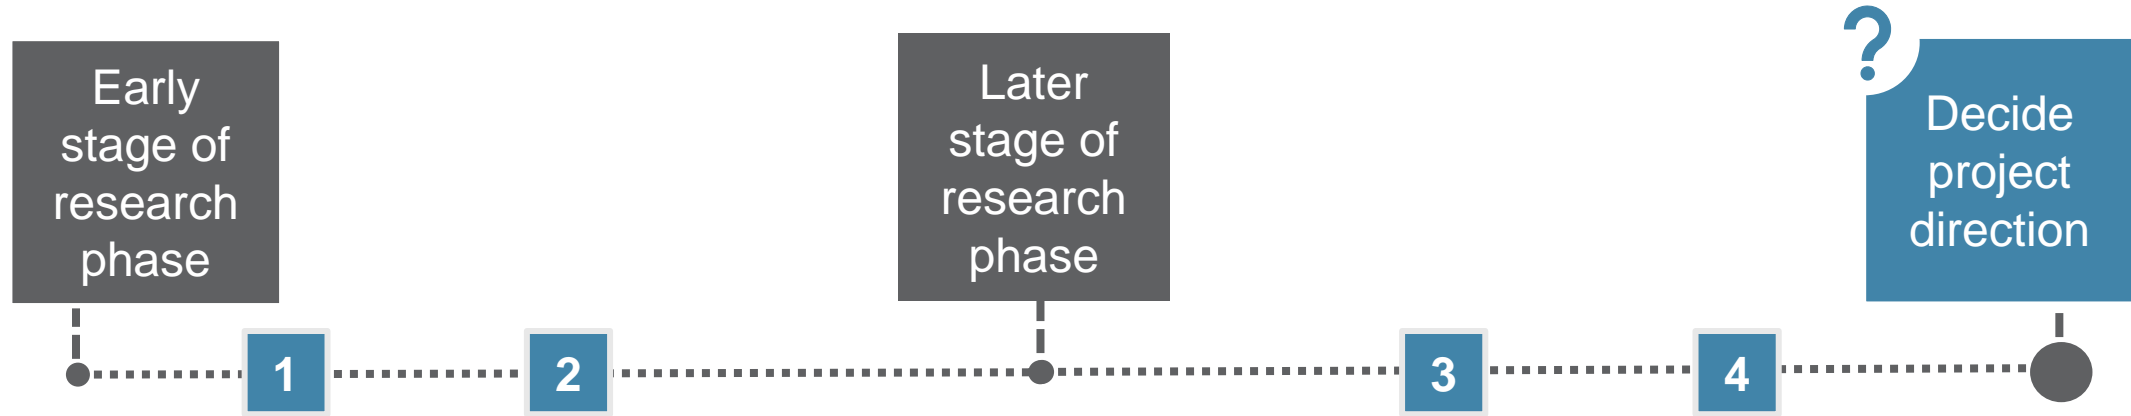 Early
stage of
research
phase
Later
stage of
research
phase
?
Decide
project
direction
1
2
3
4